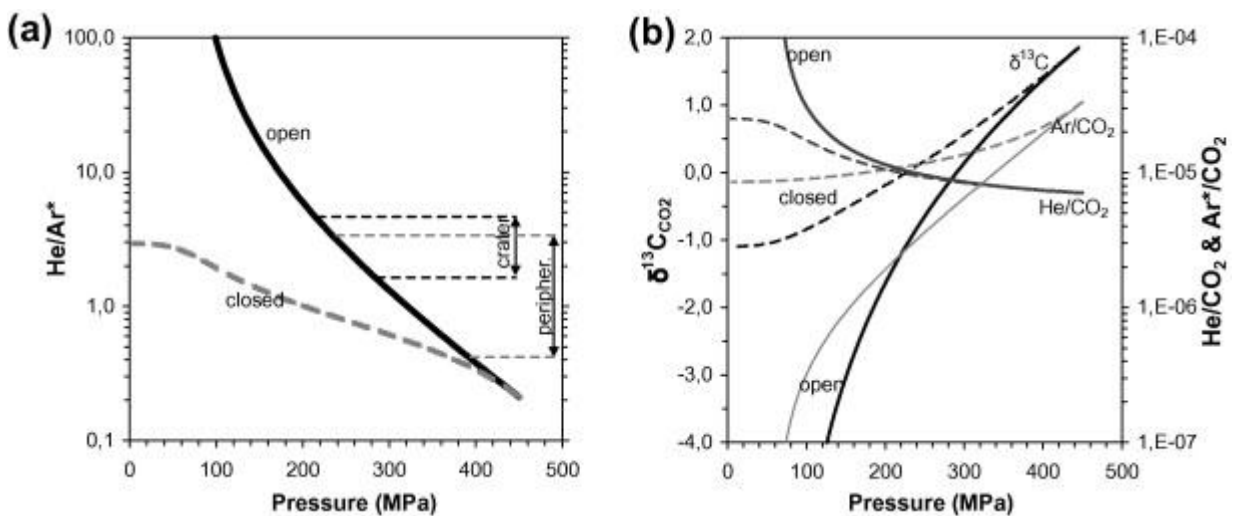 (a)
100,0
10,0
1,0
0,1
He/Ar*
open
closed
crater
peripher.
0
100
200
300
400
500
Pressure (MPa)
(b)
2,0
1,0
0,0
-1,0
-2,0
-3,0
-4,0
δ¹³C_CO2
open
δ¹³C
Ar/CO₂
closed
He/CO₂
open
1,E-04
1,E-05
1,E-06
1,E-07
He/CO₂ & Ar*/CO₂
0
100
200
300
400
500
Pressure (MPa)